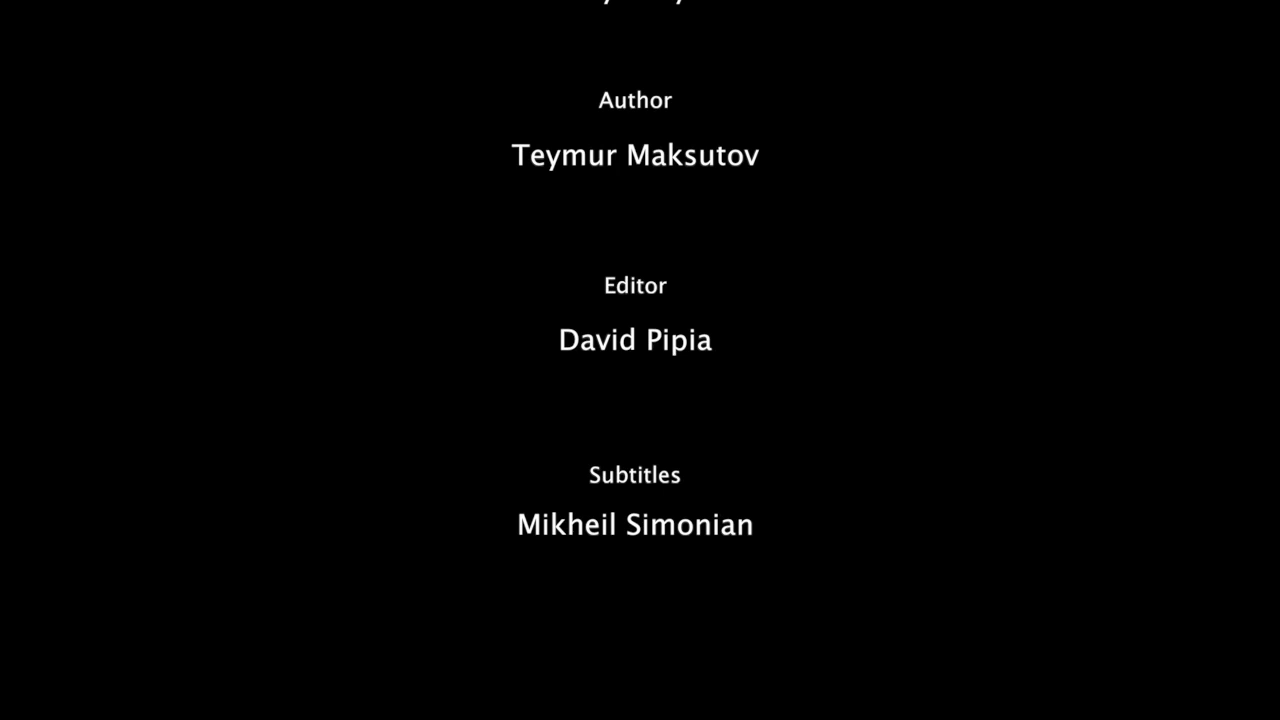 Author
Teymur Maksutov
Editor
David Pipia
Subtitles
Mikheil Simonian